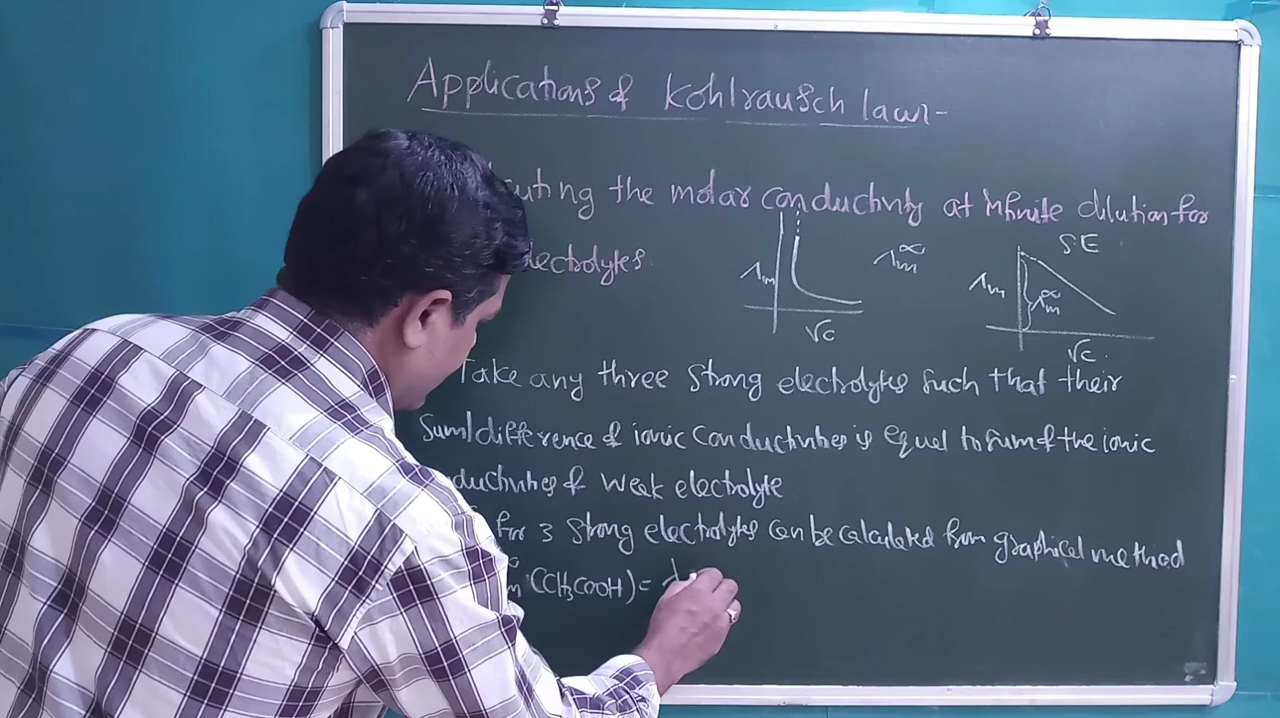 Applications of Kohlrausch law-
the molar conductivity at infinite dilution for
SE
electrolytes
Λm
Λm∞
Λm
Λm∞
√c
√c
Take any three strong electrolytes such that their
sum/difference of ionic conductivities is equal to sum of the ionic
of weak electrolyte
for 3 strong electrolytes can be calculated from graphical method
(CH3COOH) = λ